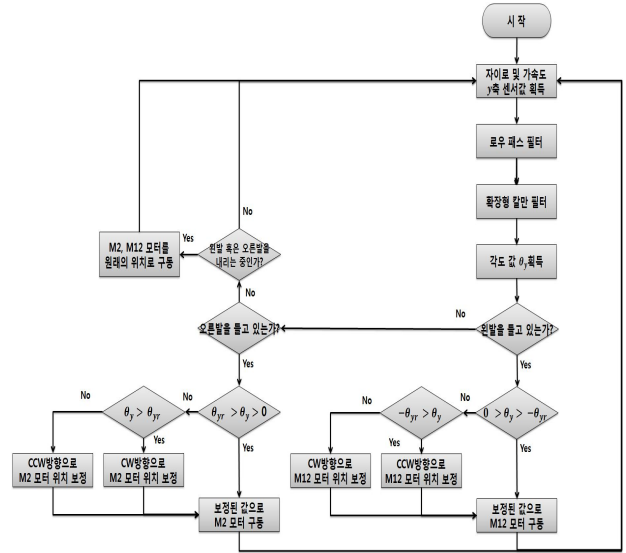 시 작
자이로 및 가속도
y축 센서값 획득
로우 패스 필터
확장형 칼만 필터
각도 값 θy획득
왼발을 들고 있는가?
No
Yes
오른발을 들고 있는가?
No
Yes
왼발 혹은 오른발을
내리는 중인가?
No
Yes
M2, M12 모터를
원래의 위치로 구동
θyr > θy > 0
No
Yes
θy > θyr
No
Yes
CCW방향으로
M2 모터 위치 보정
CW방향으로
M2 모터 위치 보정
보정된 값으로
M2 모터 구동
0 > θy > -θyr
No
Yes
-θyr > θy
No
Yes
CW방향으로
M12 모터 위치 보정
CCW방향으로
M12 모터 위치 보정
보정된 값으로
M12 모터 구동